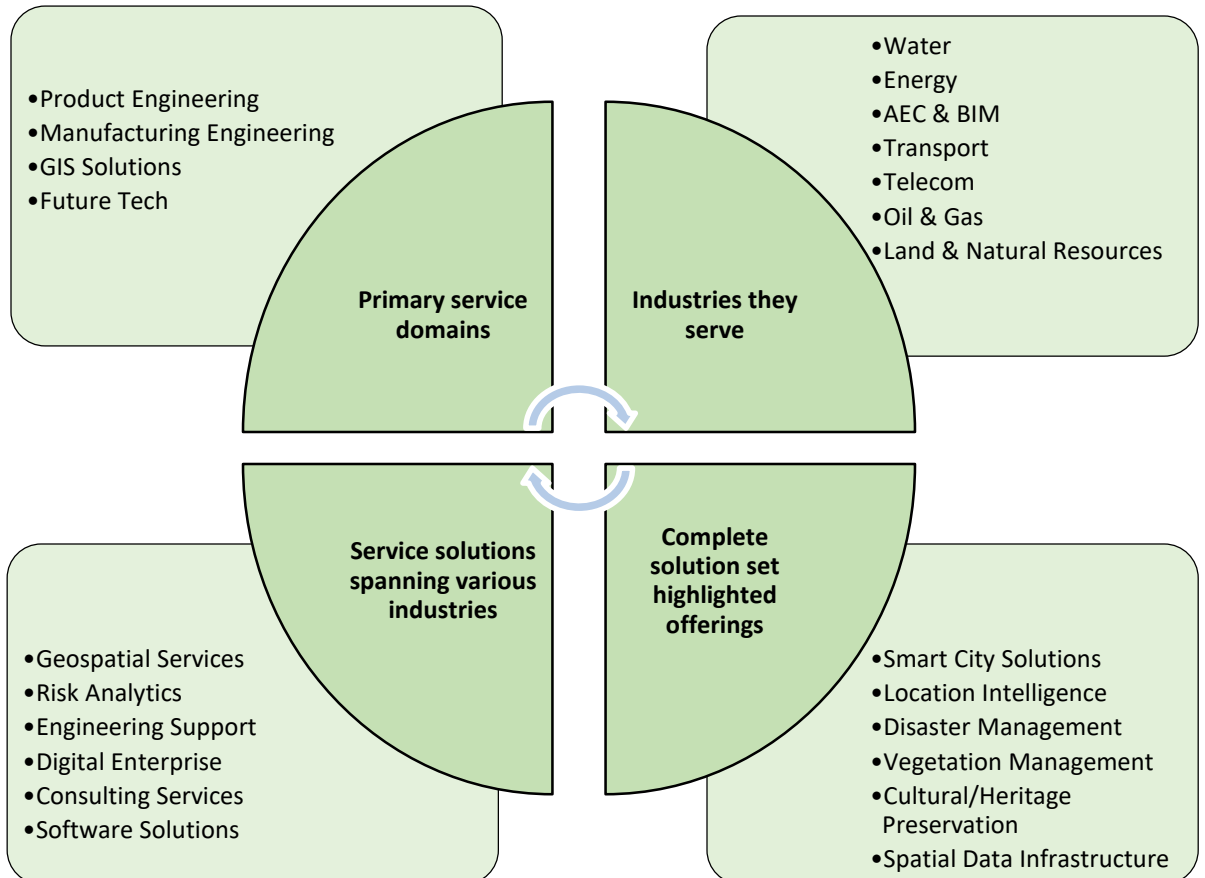 •Product Engineering
•Manufacturing Engineering
•GIS Solutions
•Future Tech
Primary service
domains
•Water
•Energy
•AEC & BIM
•Transport
•Telecom
•Oil & Gas
•Land & Natural Resources
Industries they
serve
Service solutions
spanning various
industries
•Geospatial Services
•Risk Analytics
•Engineering Support
•Digital Enterprise
•Consulting Services
•Software Solutions
Complete
solution set
highlighted
offerings
•Smart City Solutions
•Location Intelligence
•Disaster Management
•Vegetation Management
•Cultural/Heritage
Preservation
•Spatial Data Infrastructure